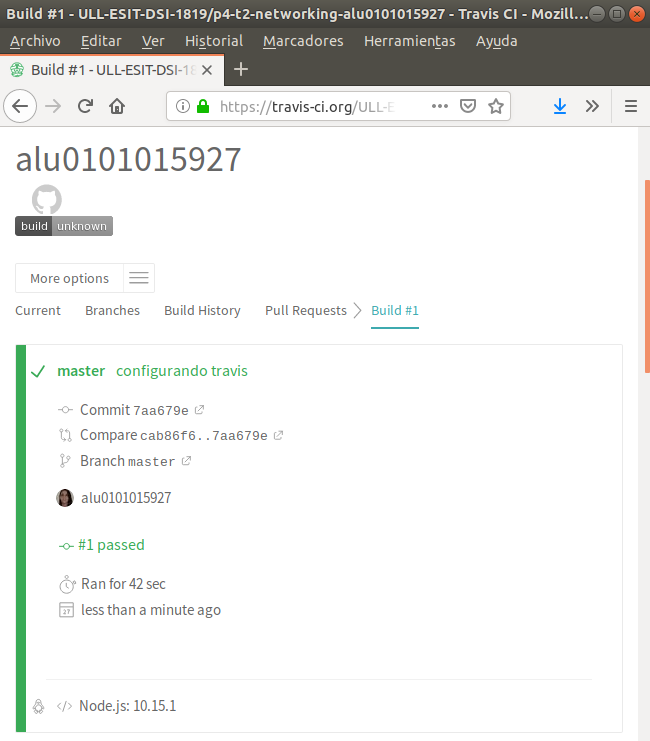 Build #1 - ULL-ESIT-DSI-1819/p4-t2-networking-alu0101015927 - Travis CI - Mozill...
Archivo Editar Ver Historial Marcadores Herramientas Ayuda
Build #1 - ULL-ESIT-DSI-18
https://travis-ci.org/ULL-E
alu0101015927
build unknown
More options
Current Branches Build History Pull Requests Build #1
master configurando travis
Commit 7aa679e
Compare cab86f6..7aa679e
Branch master
alu0101015927
#1 passed
Ran for 42 sec
27 less than a minute ago
</> Node.js: 10.15.1